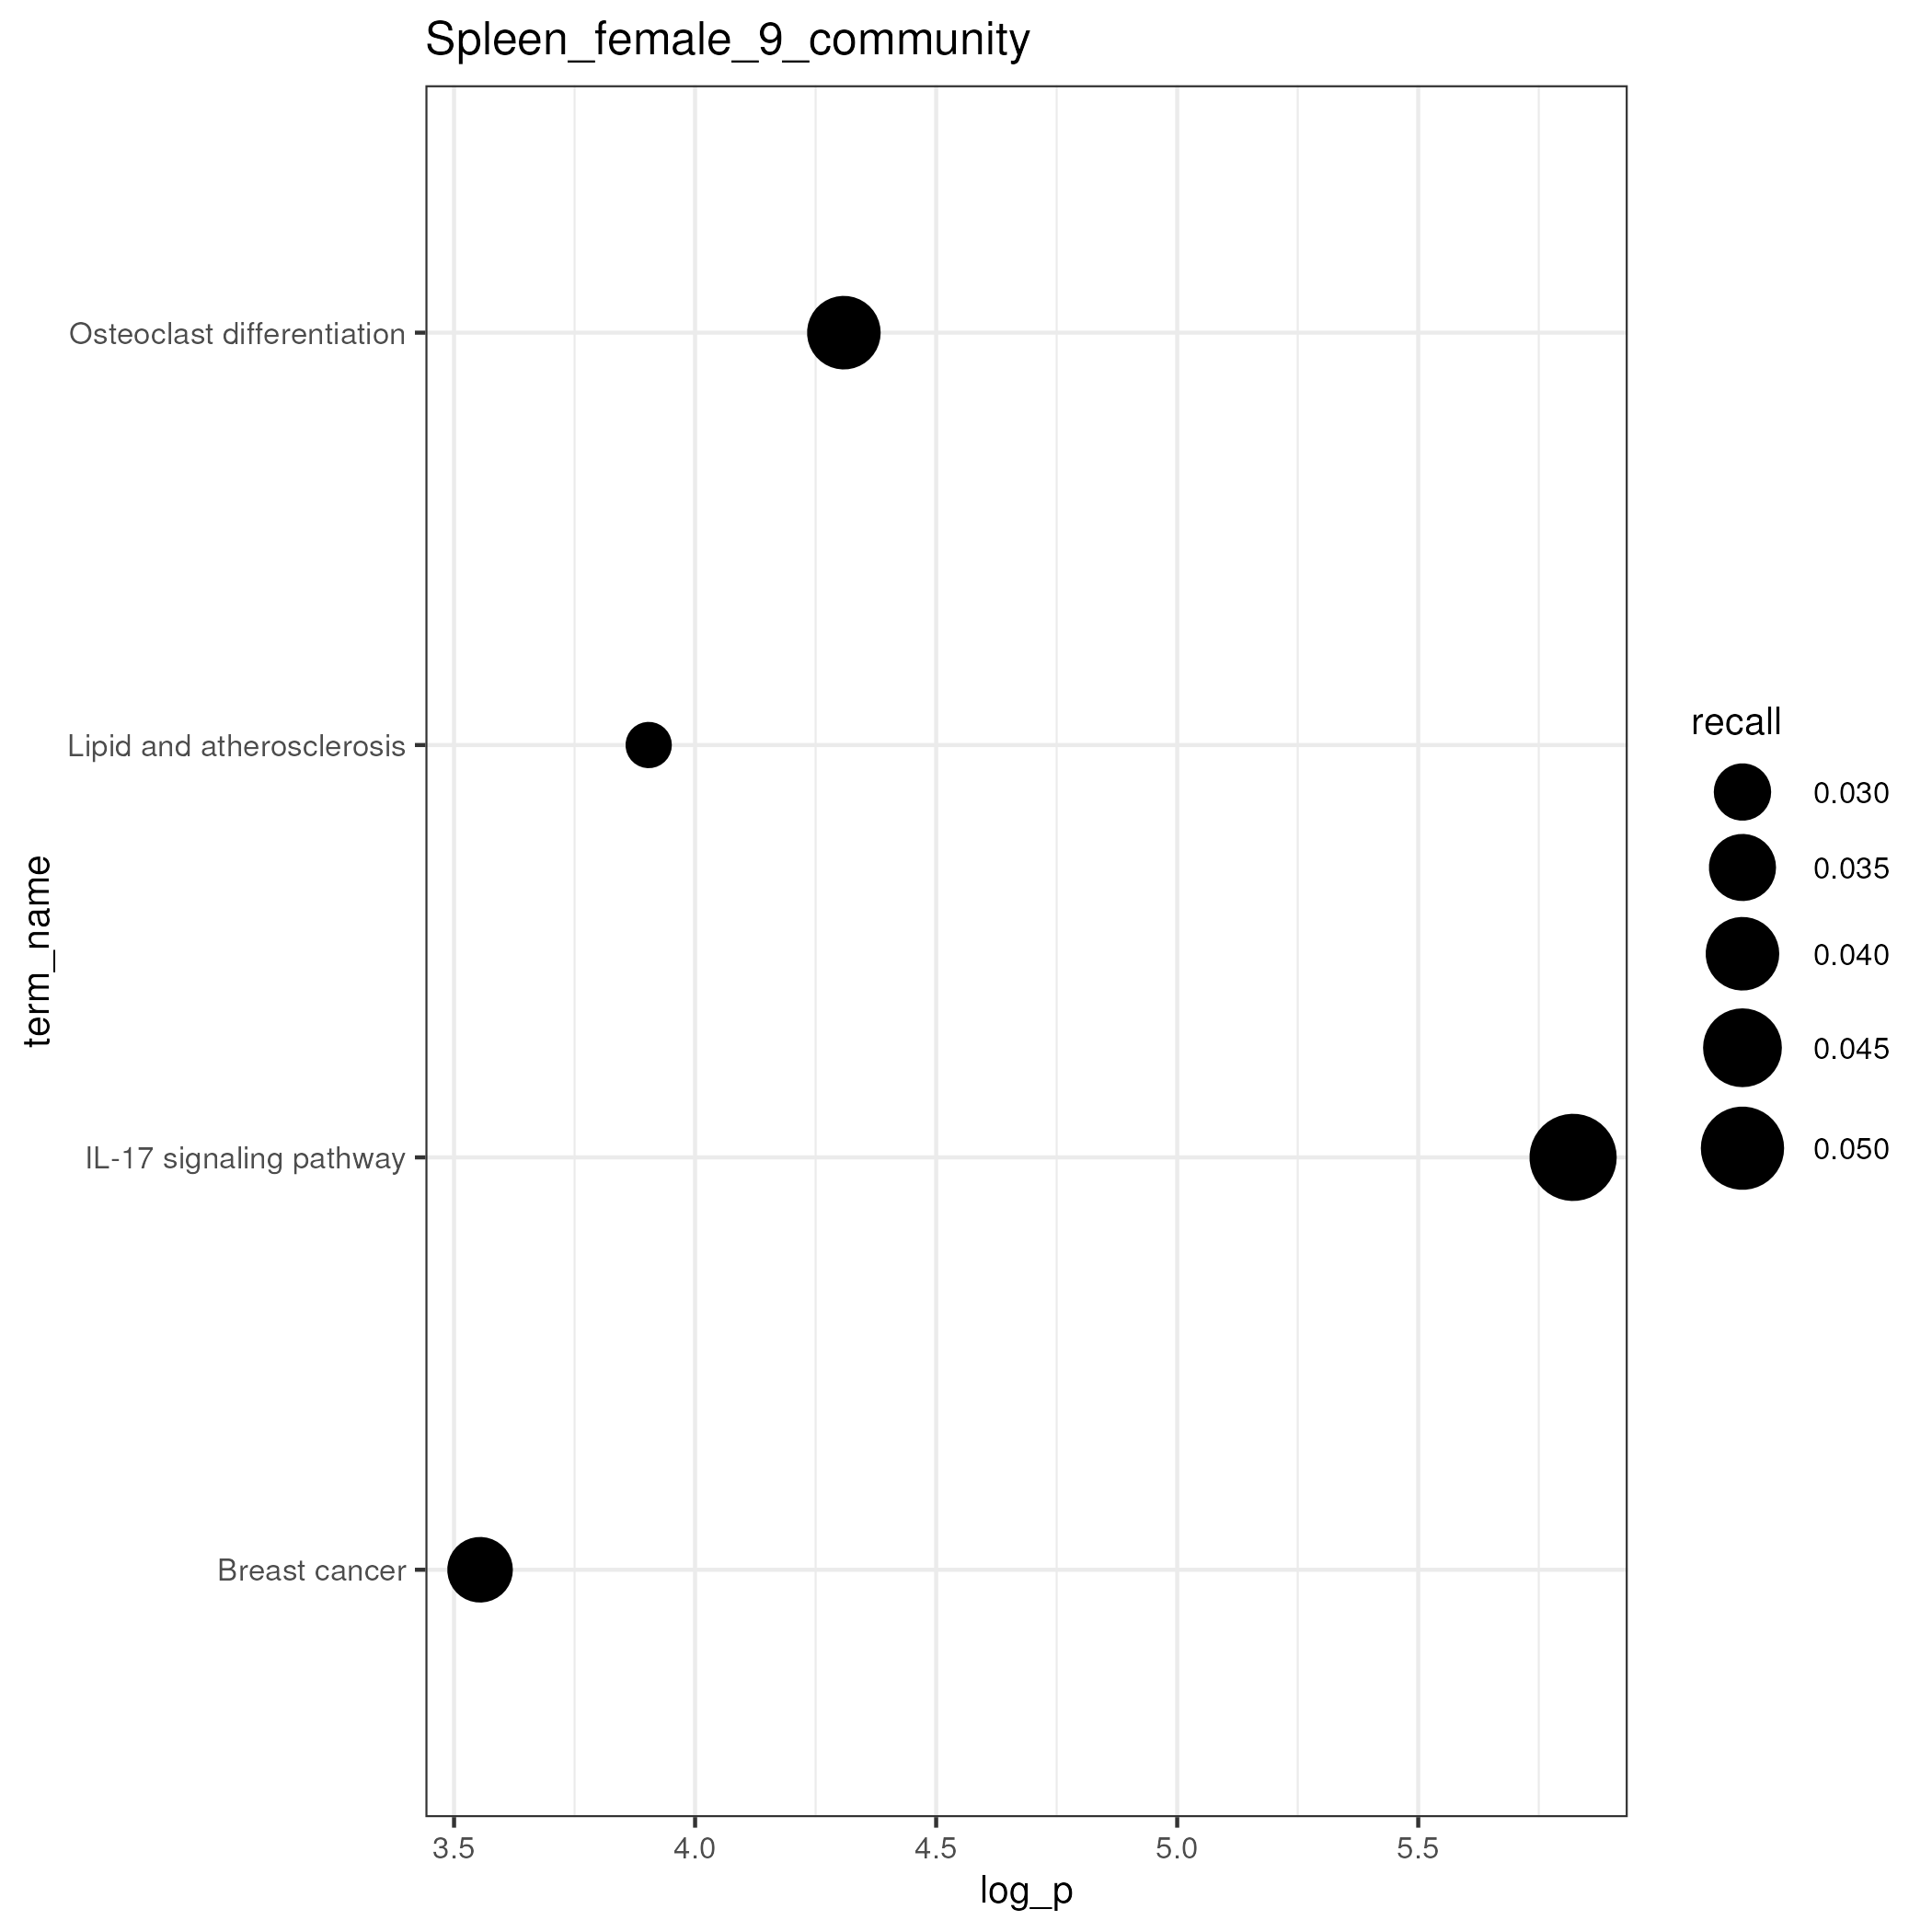 Spleen_female_9_community
Osteoclast differentiation
Lipid and atherosclerosis
IL-17 signaling pathway
Breast cancer
term_name
3.5
4.0
4.5
5.0
5.5
log_p
recall
0.030
0.035
0.040
0.045
0.050